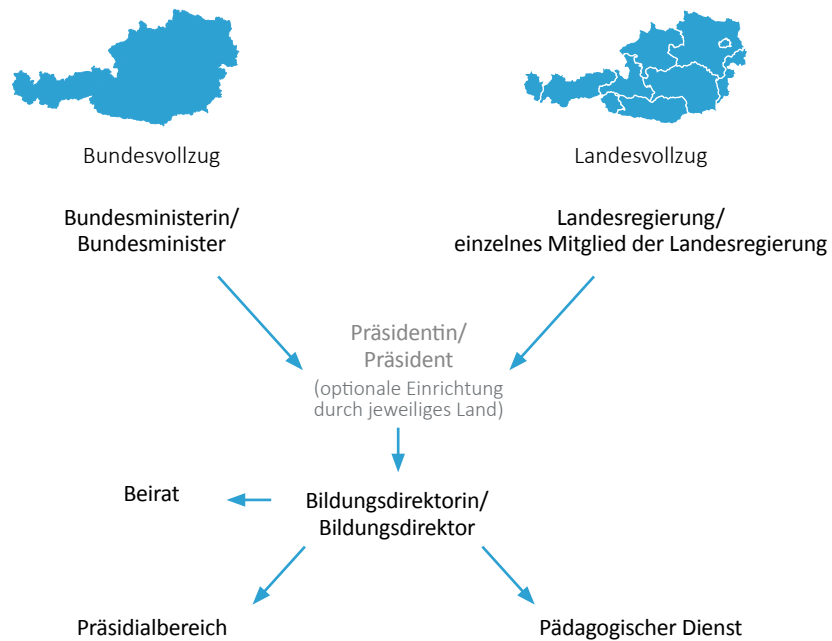 Bundesvollzug
Landesvollzug
Bundesministerin/
Bundesminister
Landesregierung/
einzelnes Mitglied der Landesregierung
Präsidentin/
Präsident
(optionale Einrichtung
durch jeweiliges Land)
Beirat
Bildungsdirektorin/
Bildungsdirektor
Präsidialbereich
Pädagogischer Dienst